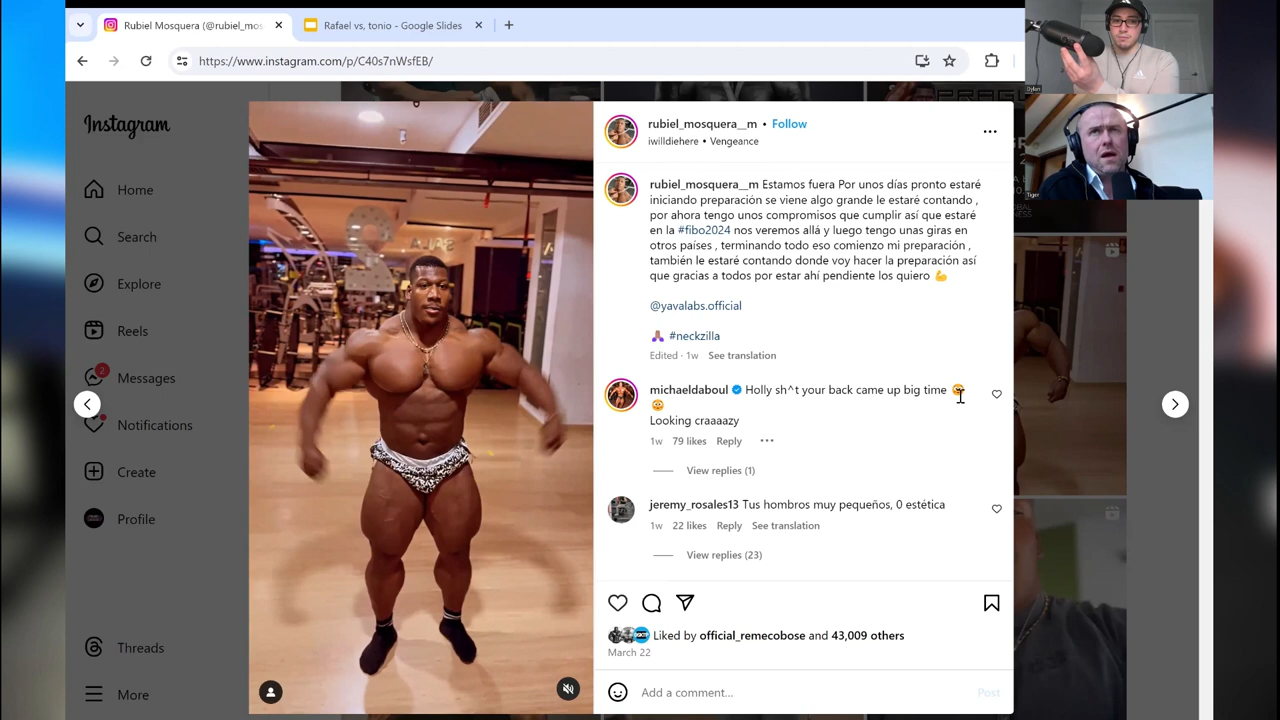 Rubiel Mosquera (@rubiel_mos
Rafael vs. tonio - Google Slides
https://www.instagram.com/p/C40s7nWsfEB/
Dylan
Tiger
Instagram
Home
Search
Explore
Reels
2
Messages
Notifications
Create
Profile
Threads
More
rubiel_mosquera__m • Follow
iwilldiehere • Vengeance
rubiel_mosquera__m Estamos fuera Por unos días pronto estaré
iniciando preparación se viene algo grande le estaré contando ,
por ahora tengo unos compromisos que cumplir así que estaré
en la #fibo2024 nos veremos allá y luego tengo unas giras en
otros países , terminando todo eso comienzo mi preparación ,
también le estaré contando donde voy hacer la preparación así
que gracias a todos por estar ahí pendiente los quiero 💪
@yavalabs.official
#neckzilla
Edited · 1w See translation
michaeldaboul Holly sh^t your back came up big time
Looking craaaazy
1w 79 likes Reply
View replies (1)
jeremy_rosales13 Tus hombros muy pequeños, 0 estética
1w 22 likes Reply See translation
View replies (23)
Liked by official_remecobose and 43,009 others
March 22
Add a comment...
Post